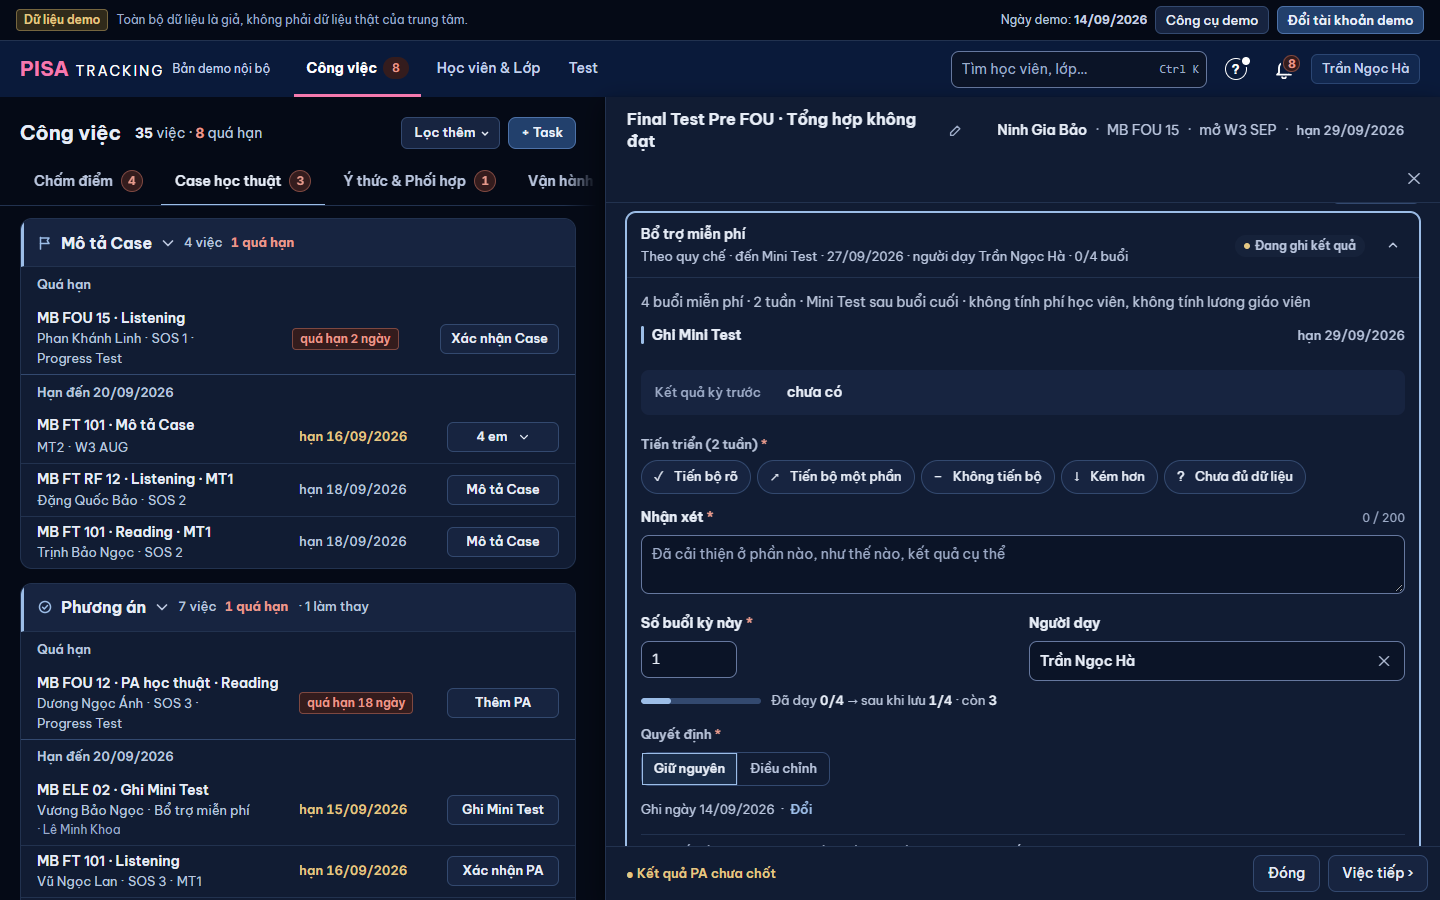 Dữ liệu demo Toàn bộ dữ liệu là giả, không phải dữ liệu thật của trung tâm. Ngày demo: 14/09/2026 Công cụ demo Đổi tài khoản demo
PISA TRACKING Bản demo nội bộ Công việc 8 Học viên & Lớp Test Tìm học viên, lớp... Ctrl K ? 8 Trần Ngọc Hà
Công việc 35 việc · 8 quá hạn Lọc thêm + Task
Chấm điểm 4 Case học thuật 3 Ý thức & Phối hợp 1 Vận hành
Mô tả Case 4 việc 1 quá hạn
Quá hạn
MB FOU 15 · Listening
Phan Khánh Linh · SOS 1 ·
Progress Test
quá hạn 2 ngày Xác nhận Case
Hạn đến 20/09/2026
MB FT 101 · Mô tả Case
MT2 · W3 AUG
hạn 16/09/2026 4 em
MB FT RF 12 · Listening · MT1
Đặng Quốc Bảo · SOS 2
hạn 18/09/2026 Mô tả Case
MB FT 101 · Reading · MT1
Trịnh Bảo Ngọc · SOS 2
hạn 18/09/2026 Mô tả Case
Phương án 7 việc 1 quá hạn · 1 làm thay
Quá hạn
MB FOU 12 · PA học thuật · Reading
Dương Ngọc Ánh · SOS 3 ·
Progress Test
quá hạn 18 ngày Thêm PA
Hạn đến 20/09/2026
MB ELE 02 · Ghi Mini Test
Vương Bảo Ngọc · Bổ trợ miễn phí
· Lê Minh Khoa
hạn 15/09/2026 Ghi Mini Test
MB FT 101 · Listening
Vũ Ngọc Lan · SOS 3 · MT1
hạn 16/09/2026 Xác nhận PA
Final Test Pre FOU · Tổng hợp không
đạt
Ninh Gia Bảo · MB FOU 15 · mở W3 SEP · hạn 29/09/2026
Bổ trợ miễn phí
Theo quy chế · đến Mini Test · 27/09/2026 · người dạy Trần Ngọc Hà · 0/4 buổi
Đang ghi kết quả
4 buổi miễn phí · 2 tuần · Mini Test sau buổi cuối · không tính phí học viên, không tính lương giáo viên
Ghi Mini Test hạn 29/09/2026
Kết quả kỳ trước chưa có
Tiến triển (2 tuần) *
✓ Tiến bộ rõ ↗ Tiến bộ một phần – Không tiến bộ ↓ Kém hơn ? Chưa đủ dữ liệu
Nhận xét * 0 / 200
Đã cải thiện ở phần nào, như thế nào, kết quả cụ thể
Số buổi kỳ này * Người dạy
1 Trần Ngọc Hà
Đã dạy 0/4 → sau khi lưu 1/4 · còn 3
Quyết định *
Giữ nguyên Điều chỉnh
Ghi ngày 14/09/2026 · Đổi
Kết quả PA chưa chốt Đóng Việc tiếp ›